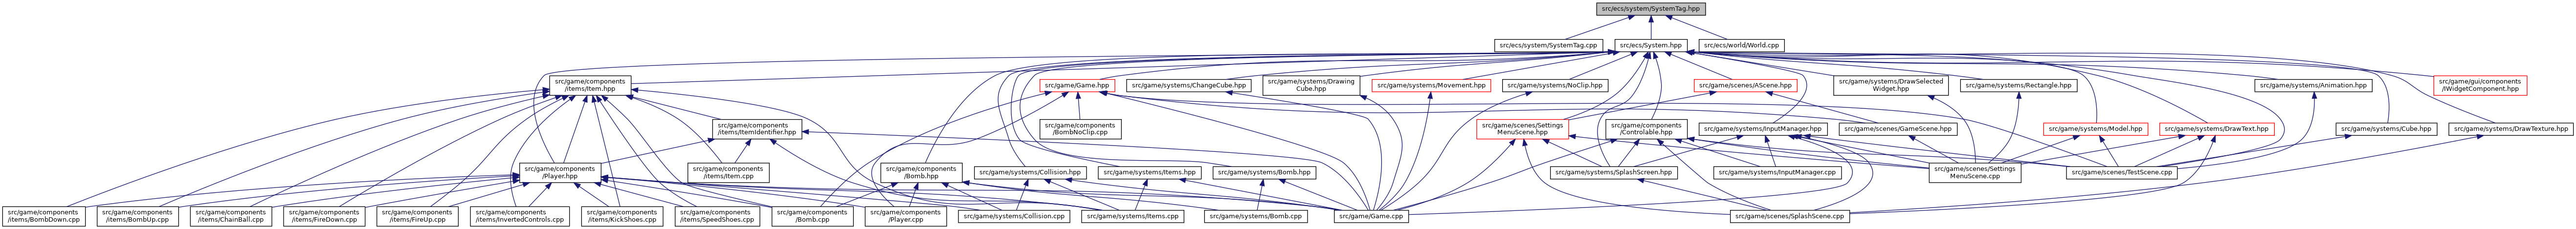 src/ecs/system/SystemTag.hpp
src/ecs/system/SystemTag.cpp
src/ecs/System.hpp
src/ecs/world/World.cpp
src/game/components
/items/Item.hpp
src/game/Game.hpp
src/game/systems/ChangeCube.hpp
src/game/systems/Drawing
Cube.hpp
src/game/systems/Movement.hpp
src/game/systems/NoClip.hpp
src/game/scenes/AScene.hpp
src/game/systems/DrawSelected
Widget.hpp
src/game/systems/Rectangle.hpp
src/game/systems/Animation.hpp
src/game/gui/components
/IWidgetComponent.hpp
src/game/components
/items/ItemIdentifier.hpp
src/game/components
/BombNoClip.cpp
src/game/scenes/Settings
MenuScene.hpp
src/game/components
/Controlable.hpp
src/game/systems/InputManager.hpp
src/game/scenes/GameScene.hpp
src/game/systems/Model.hpp
src/game/systems/DrawText.hpp
src/game/systems/Cube.hpp
src/game/systems/DrawTexture.hpp
src/game/components
/Player.hpp
src/game/components
/items/Item.cpp
src/game/components
/Bomb.hpp
src/game/systems/Collision.hpp
src/game/systems/Items.hpp
src/game/systems/Bomb.hpp
src/game/systems/SplashScreen.hpp
src/game/systems/InputManager.cpp
src/game/scenes/Settings
MenuScene.cpp
src/game/scenes/TestScene.cpp
src/game/components
/items/BombDown.cpp
src/game/components
/items/BombUp.cpp
src/game/components
/items/ChainBall.cpp
src/game/components
/items/FireDown.cpp
src/game/components
/items/FireUp.cpp
src/game/components
/items/InvertedControls.cpp
src/game/components
/items/KickShoes.cpp
src/game/components
/items/SpeedShoes.cpp
src/game/components
/Bomb.cpp
src/game/components
/Player.cpp
src/game/systems/Collision.cpp
src/game/systems/Items.cpp
src/game/systems/Bomb.cpp
src/game/Game.cpp
src/game/scenes/SplashScene.cpp